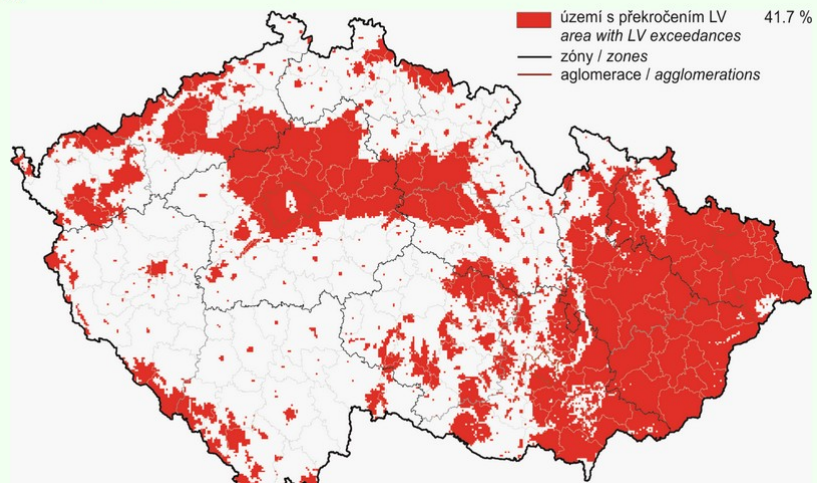 území s překročením LV 41.7 %
area with LV exceedances
zóny / zones
aglomerace / agglomerations